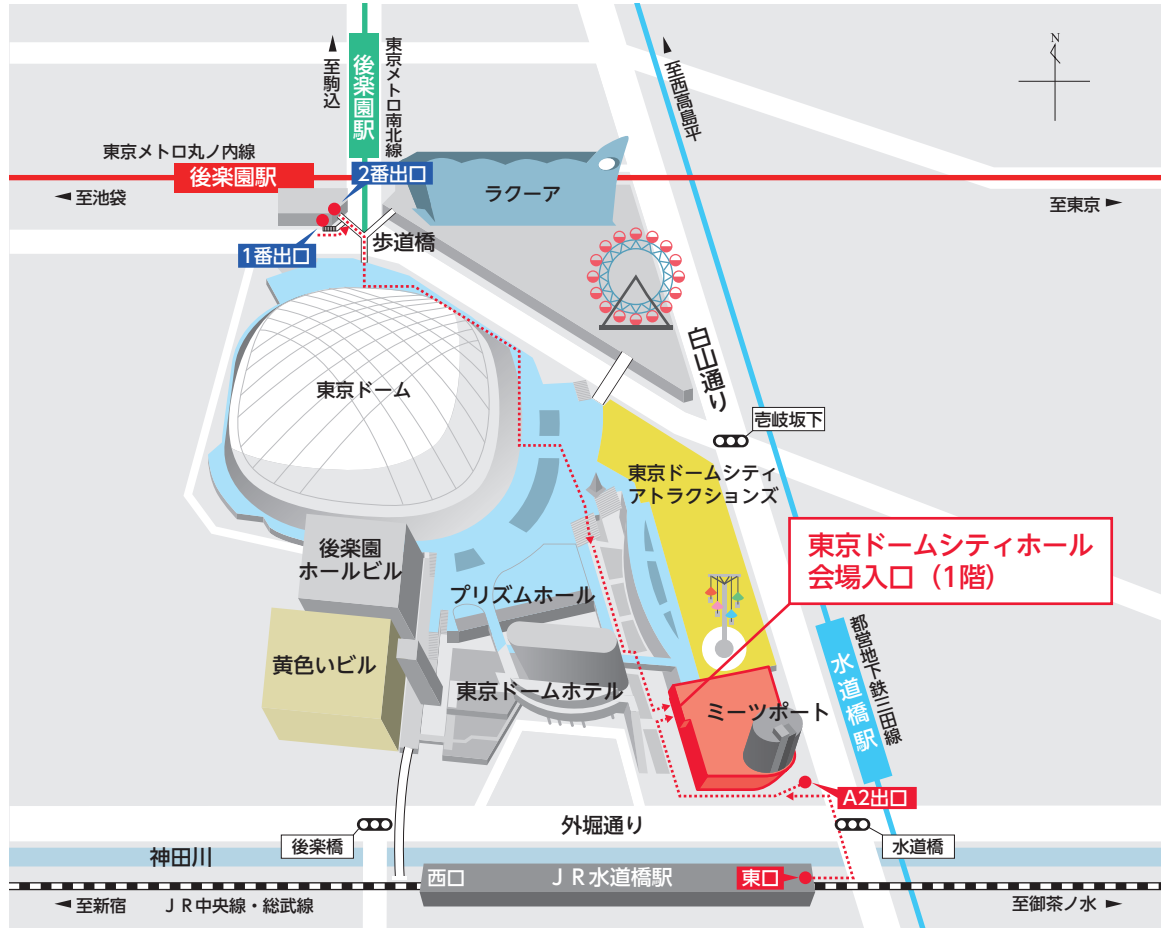 N
至駒込
後楽園駅
東京メトロ南北線
至西高島平
東京メトロ丸ノ内線
後楽園駅
2番出口
至池袋
ラクーア
至東京
1番出口
歩道橋
白山通り
東京ドーム
壱岐坂下
東京ドームシティ
アトラクションズ
後楽園
ホールビル
東京ドームシティホール
会場入口（1階）
プリズムホール
都営地下鉄三田線
水道橋駅
黄色いビル
東京ドームホテル
ミーツポート
A2出口
外堀通り
後楽橋
水道橋
神田川
西口
ＪＲ水道橋駅
東口
至新宿
ＪＲ中央線・総武線
至御茶ノ水